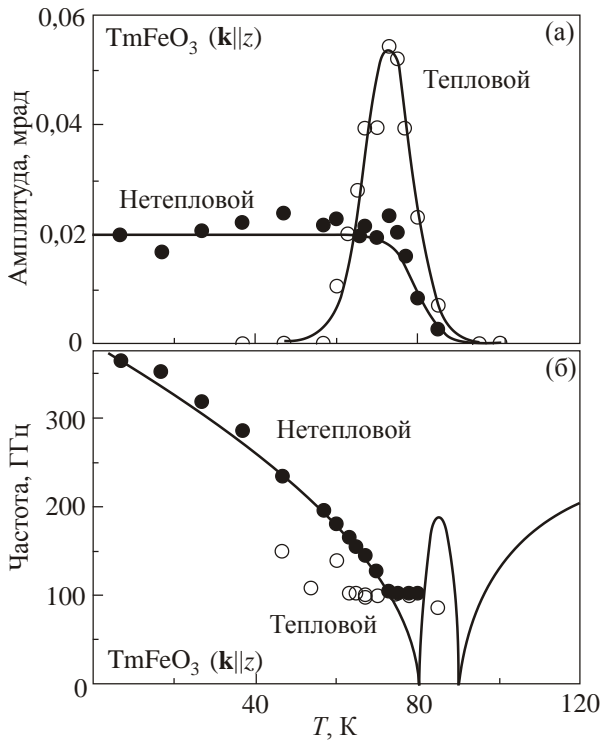 0,06
TmFeO₃ (k||z)
(а)
Тепловой
0,04
Амплитуда, мрад
Нетепловой
0,02
0
(б)
300
Нетепловой
Частота, ГГц
200
100
Тепловой
TmFeO₃ (k||z)
0
40
80
120
T, К